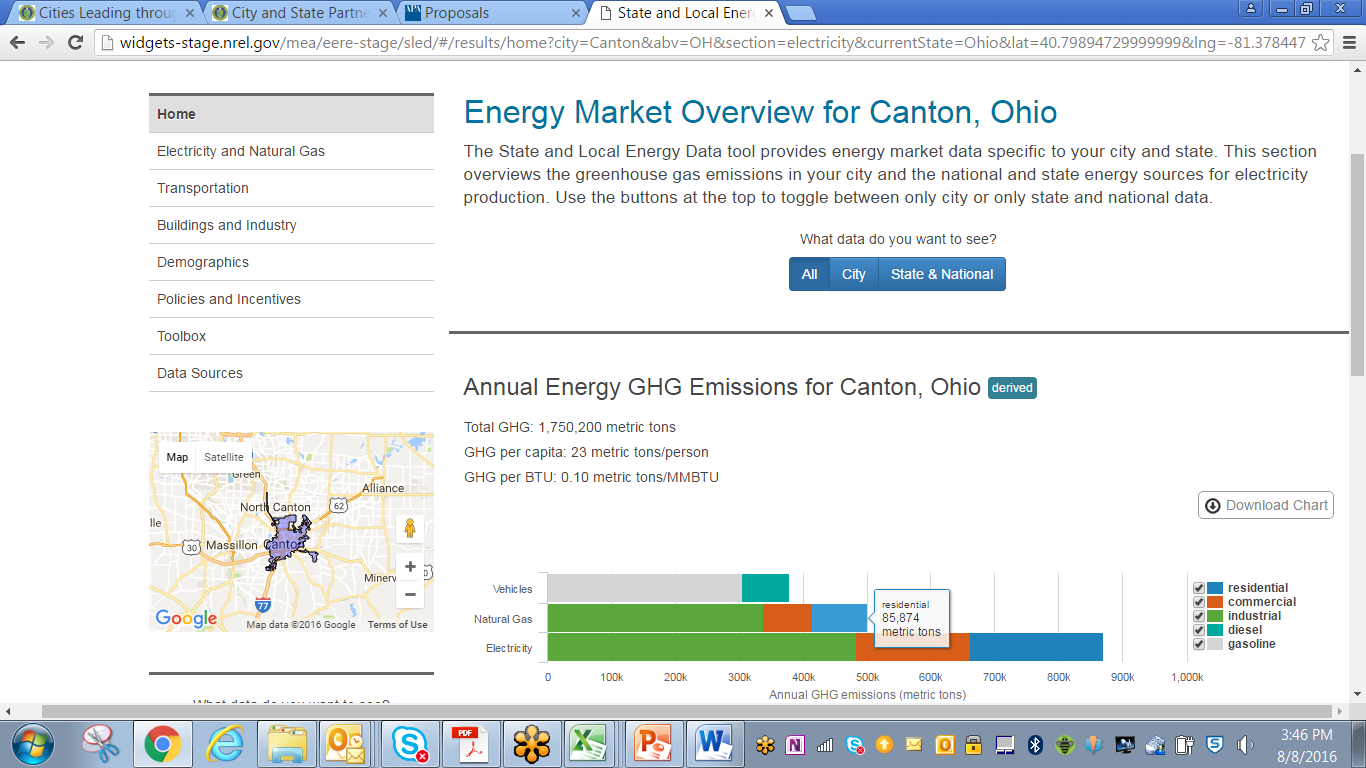 Cities Leading throu
City and State Partne
Proposals
State and Local Ener
widgets-stage.nrel.gov/mea/eere-stage/sled/#/results/home?city=Canton&abv=OH&section=electricity&currentState=Ohio&lat=40.79894729999999&lng=-81.378447
Home
Electricity and Natural Gas
Transportation
Buildings and Industry
Demographics
Policies and Incentives
Toolbox
Data Sources
Energy Market Overview for Canton, Ohio
The State and Local Energy Data tool provides energy market data specific to your city and state. This section
overviews the greenhouse gas emissions in your city and the national and state energy sources for electricity
production. Use the buttons at the top to toggle between only city or only state and national data.
What data do you want to see?
All City State & National
Annual Energy GHG Emissions for Canton, Ohio derived
Total GHG: 1,750,200 metric tons
GHG per capita: 23 metric tons/person
GHG per BTU: 0.10 metric tons/MMBTU
Download Chart
Map Satellite
Green
Alliance
North Canton
62
lle
30
Massillon
Canton
Minerv
77
Google
Map data ©2016 Google Terms of Use
What data do you want to see?
Vehicles
Natural Gas
Electricity
residential
85,874
metric tons
0 100k 200k 300k 400k 500k 600k 700k 800k 900k 1,000k
Annual GHG emissions (metric tons)
residential
commercial
industrial
diesel
gasoline
PDF
3:46 PM
8/8/2016